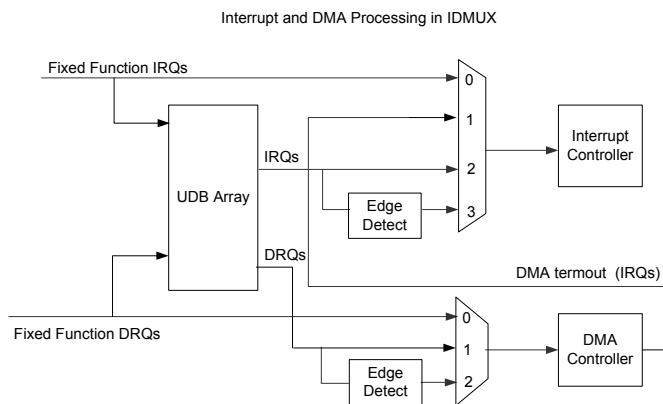 Interrupt and DMA Processing in IDMUX
Fixed Function IRQs
0
1
IRQs
2
3
UDB Array
Edge
Detect
Interrupt
Controller
DRQs
DMA termout (IRQs)
Fixed Function DRQs
0
1
2
Edge
Detect
DMA
Controller